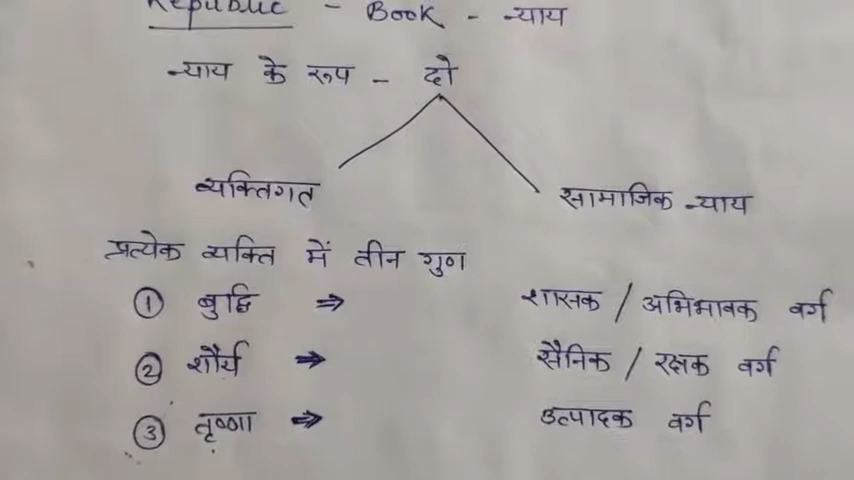 Republic - Book - न्याय
न्याय के रूप - दो
व्यक्तिगत
सामाजिक न्याय
प्रत्येक व्यक्ति में तीन गुण
① बुद्धि ⇒ शासक / अभिभावक वर्ग
② शौर्य ⇒ सैनिक / रक्षक वर्ग
③ तृष्णा ⇒ उत्पादक वर्ग